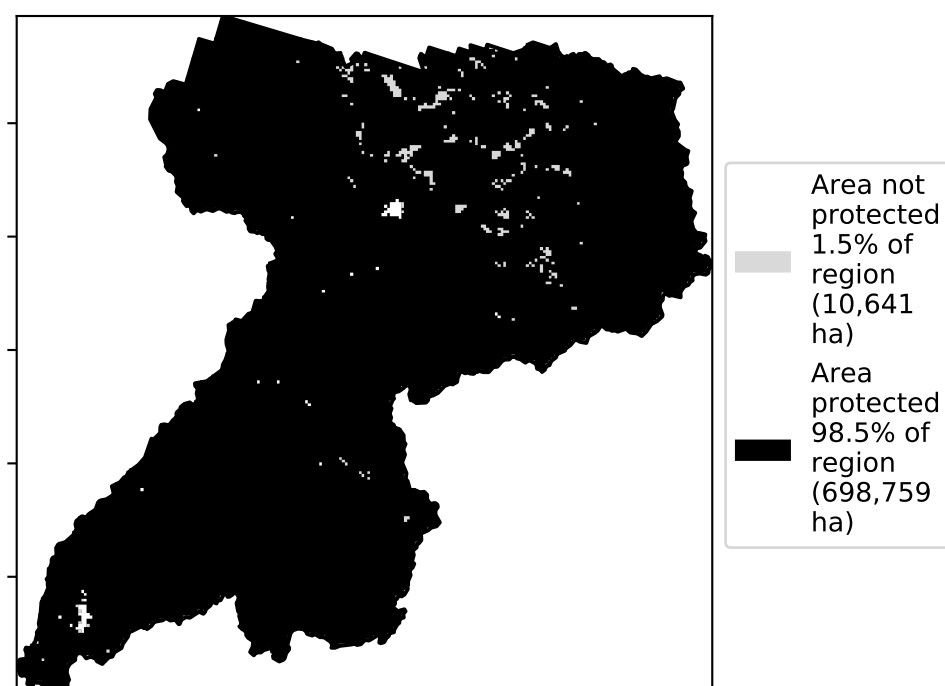 Area not
protected
1.5% of
region
(10,641
ha)
Area
protected
98.5% of
region
(698,759
ha)